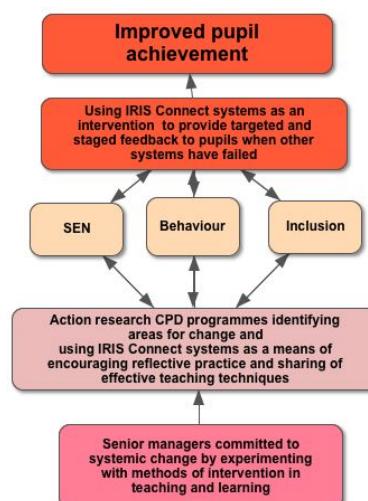 Improved pupil
achievement
Using IRIS Connect systems as an
intervention to provide targeted and
staged feedback to pupils when other
systems have failed
SEN
Behaviour
Inclusion
Action research CPD programmes identifying
areas for change and
using IRIS Connect systems as a means of
encouraging reflective practice and sharing of
effective teaching techniques
Senior managers committed to
systemic change by experimenting
with methods of intervention in
teaching and learning